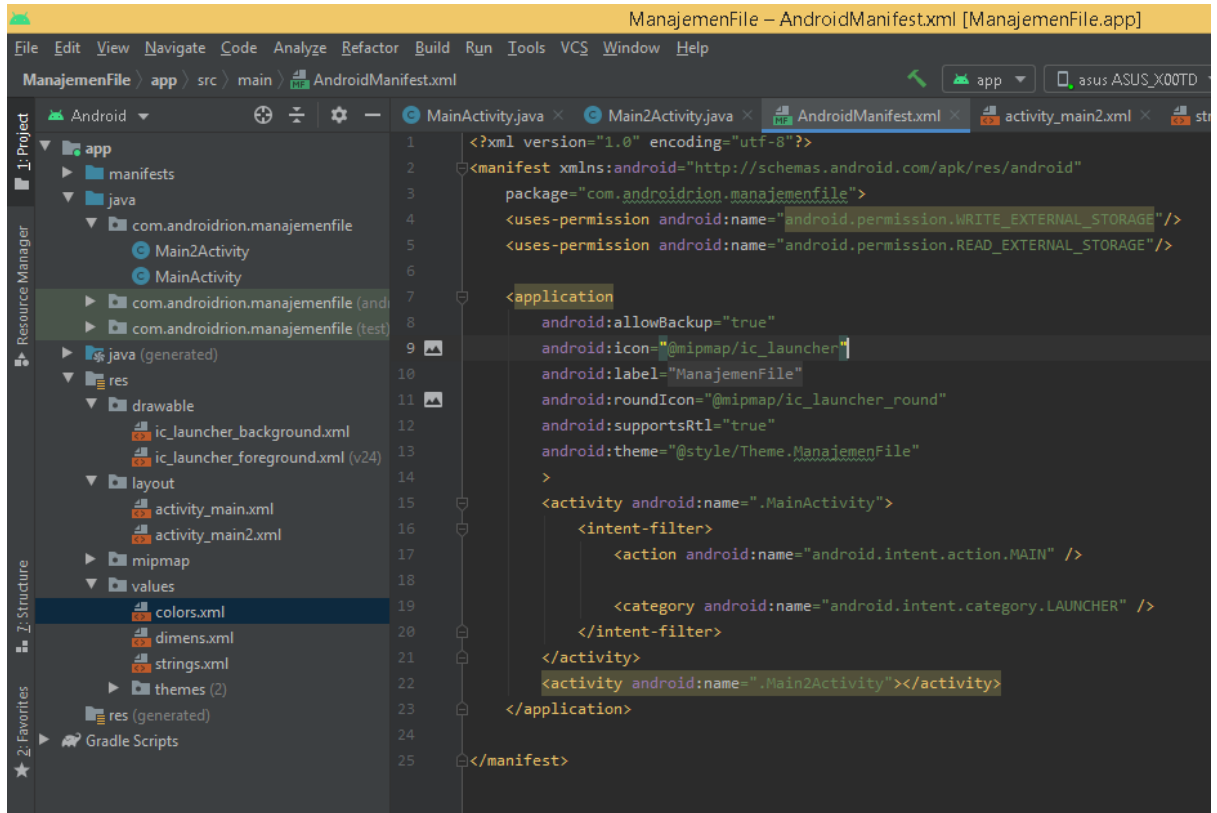 ManajemenFile – AndroidManifest.xml [ManajemenFile.app]
File Edit View Navigate Code Analyze Refactor Build Run Tools VCS Window Help
ManajemenFile app src main AndroidManifest.xml app asus ASUS_X00TD
Android MainActivity.java Main2Activity.java AndroidManifest.xml activity_main2.xml
1: Project
Resource Manager
7: Structure
2: Favorites
app
manifests
java
com.androidrion.manajemenfile
Main2Activity
MainActivity
com.androidrion.manajemenfile
com.androidrion.manajemenfile (test)
java (generated)
res
drawable
ic_launcher_background.xml
ic_launcher_foreground.xml (v24)
layout
activity_main.xml
activity_main2.xml
mipmap
values
colors.xml
dimens.xml
strings.xml
themes (2)
res (generated)
Gradle Scripts
1 <?xml version="1.0" encoding="utf-8"?>
2 <manifest xmlns:android="http://schemas.android.com/apk/res/android"
3 package="com.androidrion.manajemenfile">
4 <uses-permission android:name="android.permission.WRITE_EXTERNAL_STORAGE"/>
5 <uses-permission android:name="android.permission.READ_EXTERNAL_STORAGE"/>
6
7 <application
8 android:allowBackup="true"
9 android:icon="@mipmap/ic_launcher"
10 android:label="ManajemenFile"
11 android:roundIcon="@mipmap/ic_launcher_round"
12 android:supportsRtl="true"
13 android:theme="@style/Theme.ManajemenFile"
14 >
15 <activity android:name=".MainActivity">
16 <intent-filter>
17 <action android:name="android.intent.action.MAIN" />
18
19 <category android:name="android.intent.category.LAUNCHER" />
20 </intent-filter>
21 </activity>
22 <activity android:name=".Main2Activity"></activity>
23 </application>
24
25 </manifest>